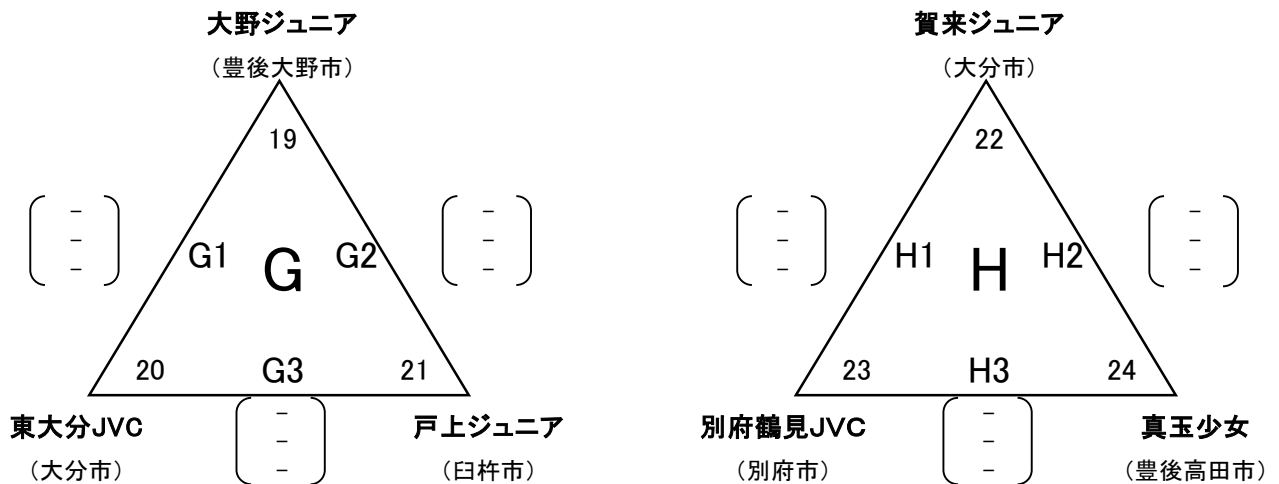 大野ジュニア
（豊後大野市）
19
-
-
-
G1
G
G2
-
-
-
20
G3
21
東大分JVC
（大分市）
-
-
-
戸上ジュニア
（臼杵市）
賀来ジュニア
（大分市）
22
-
-
-
H1
H
H2
-
-
-
23
H3
24
別府鶴見JVC
（別府市）
-
-
-
真玉少女
（豊後高田市）